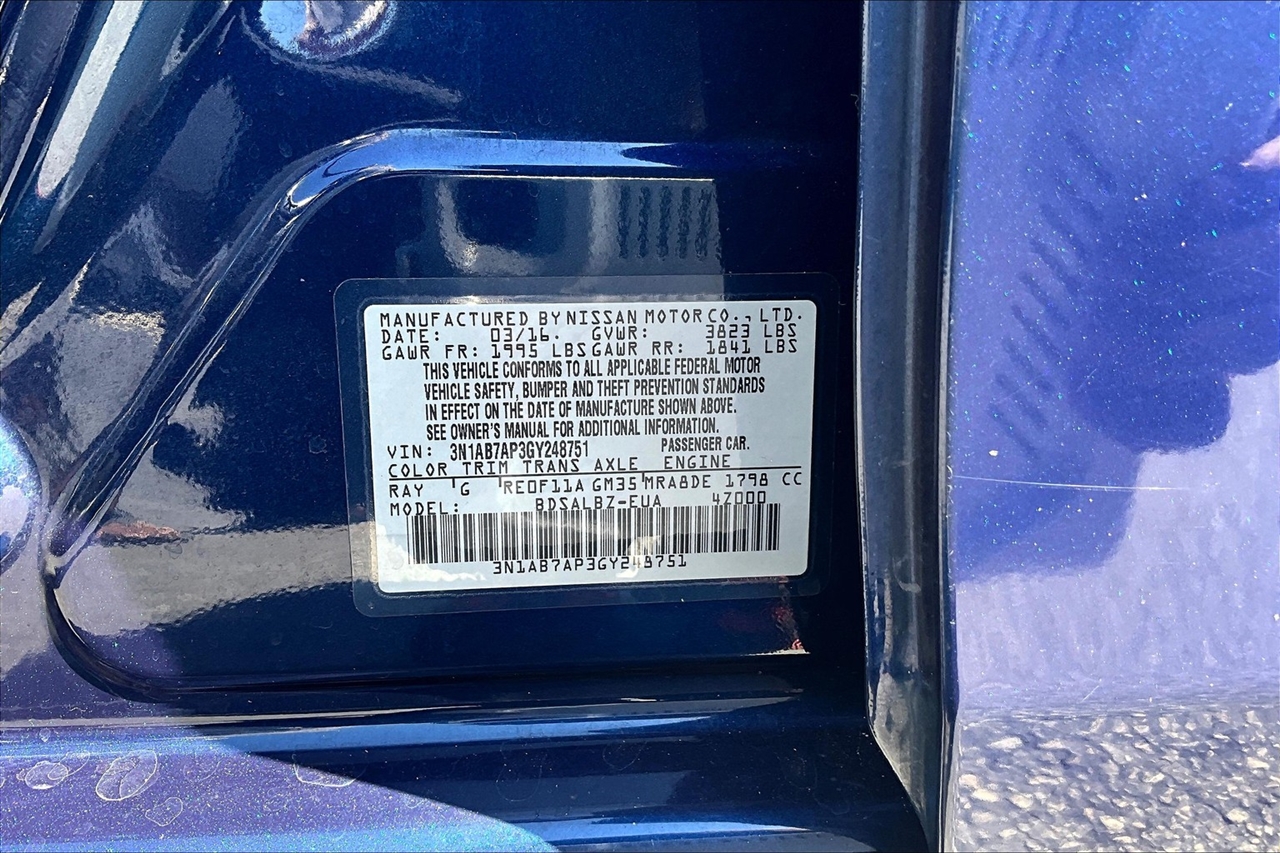 MANUFACTURED BY NISSAN MOTOR CO., LTD.
DATE: 03/16. GVWR: 3823 LBS
GAWR FR: 1995 LBS GAWR RR: 1841 LBS
THIS VEHICLE CONFORMS TO ALL APPLICABLE FEDERAL MOTOR
VEHICLE SAFETY, BUMPER AND THEFT PREVENTION STANDARDS
IN EFFECT ON THE DATE OF MANUFACTURE SHOWN ABOVE.
SEE OWNER'S MANUAL FOR ADDITIONAL INFORMATION.
VIN: 3N1AB7AP3GY248751 PASSENGER CAR.
COLOR TRIM TRANS AXLE ENGINE
RAY G RE0F11A GM35 MRA8DE 1798 CC
MODEL: BDSALBZ-EUA 4Z000
3N1AB7AP3GY248751